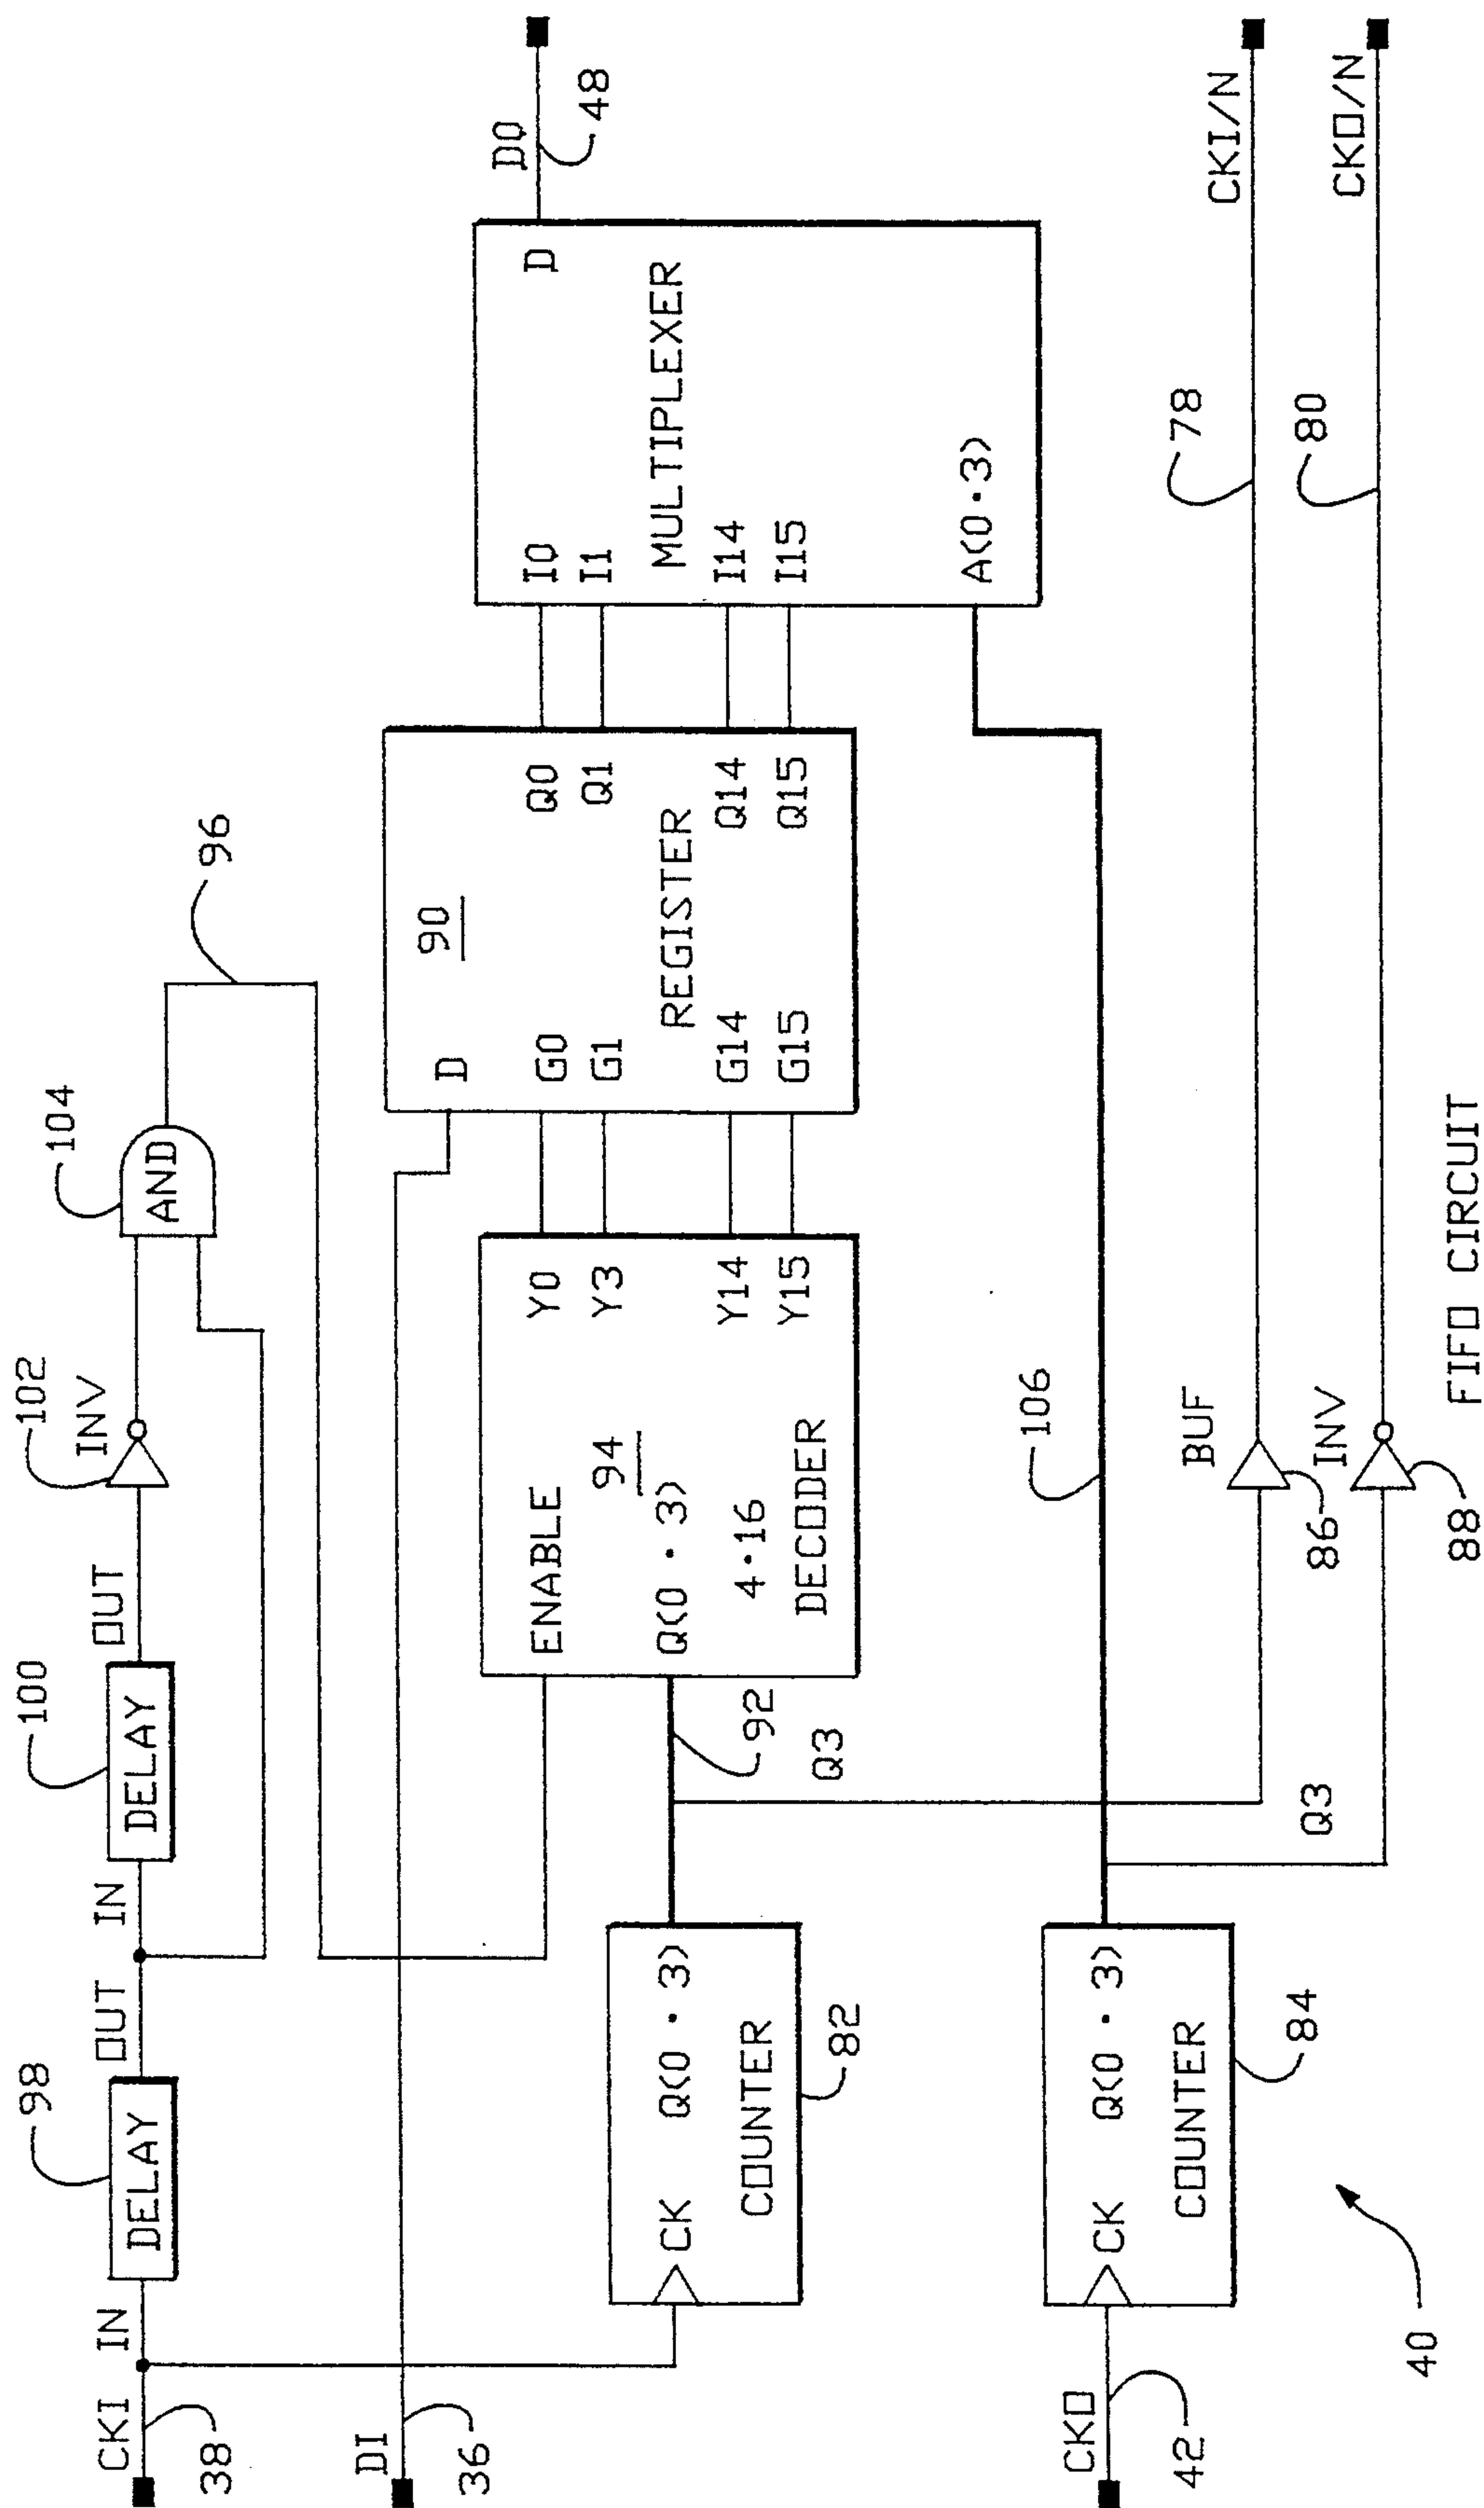 CKI IN
38
98
DELAY
OUT IN
100
DELAY
OUT
102
INV
104
AND
96
DI
36
CK Q(0 · 3)
COUNTER
82
92
Q3
ENABLE
94
Q(0 · 3)
4·16
DECODER
Y0
Y3
Y14
Y15
D
90
G0
G1
G14
G15
REGISTER
Q0
Q1
Q14
Q15
I0
I1
I14
I15
MULTIPLEXER
A(0·3)
D
DO
48
CKO
42
CK Q(0 · 3)
COUNTER
84
Q3
106
BUF
86
INV
88
78
CKI/N
80
CKO/N
40
FIFO CIRCUIT